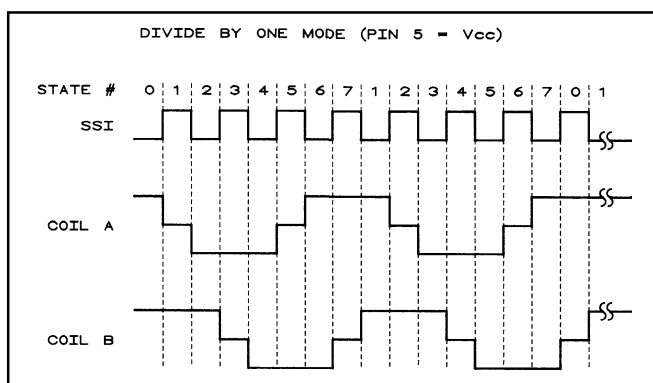 DIVIDE BY ONE MODE (PIN 5 = Vcc)
STATE # 0 1 2 3 4 5 6 7 1 2 3 4 5 6 7 0 1
SSI
COIL A
COIL B